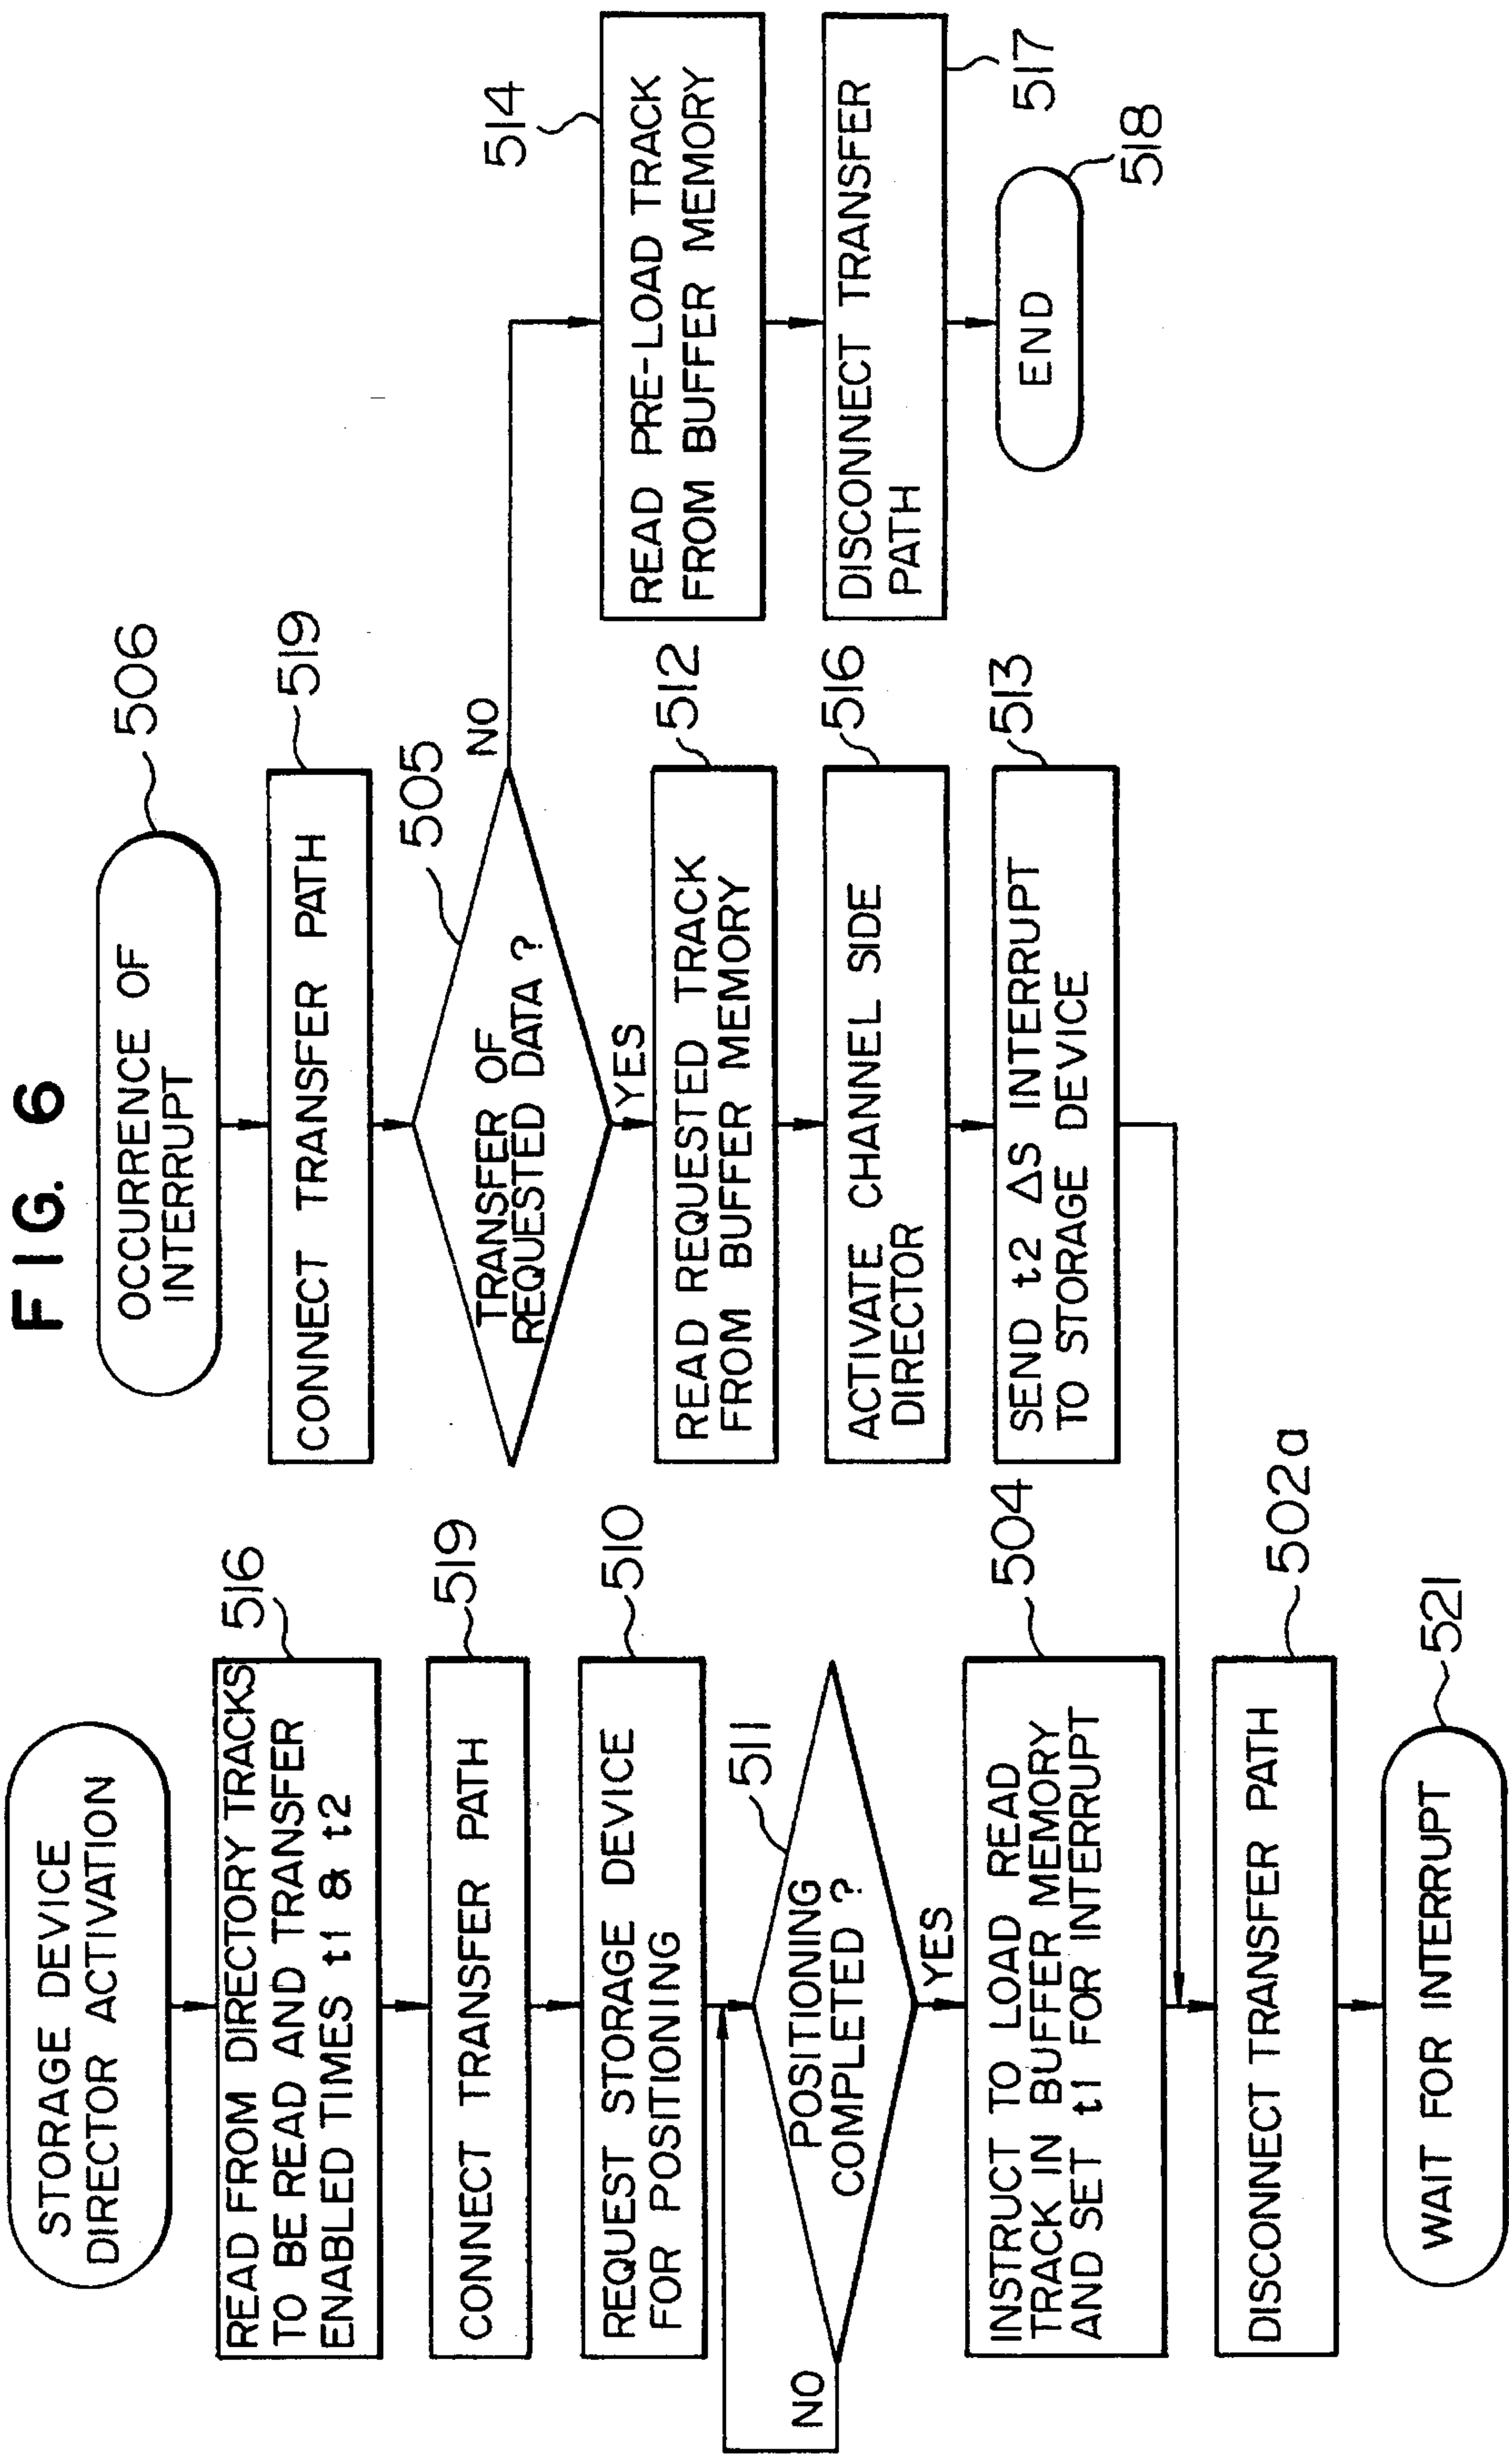 FIG. 6
STORAGE DEVICE
DIRECTOR ACTIVATION
516
READ FROM DIRECTORY TRACKS
TO BE READ AND TRANSFER
ENABLED TIMES t1 & t2
519
CONNECT TRANSFER PATH
510
REQUEST STORAGE DEVICE
FOR POSITIONING
511
POSITIONING
COMPLETED ?
NO
YES
504
INSTRUCT TO LOAD READ
TRACK IN BUFFER MEMORY
AND SET t1 FOR INTERRUPT
502a
DISCONNECT TRANSFER PATH
521
WAIT FOR INTERRUPT
506
OCCURRENCE OF
INTERRUPT
519
CONNECT TRANSFER PATH
505
TRANSFER OF
REQUESTED DATA ?
NO
YES
512
READ REQUESTED TRACK
FROM BUFFER MEMORY
516
ACTIVATE CHANNEL SIDE
DIRECTOR
513
SEND t2 ΔS INTERRUPT
TO STORAGE DEVICE
514
READ PRE-LOAD TRACK
FROM BUFFER MEMORY
DISCONNECT TRANSFER
PATH
517
END
518